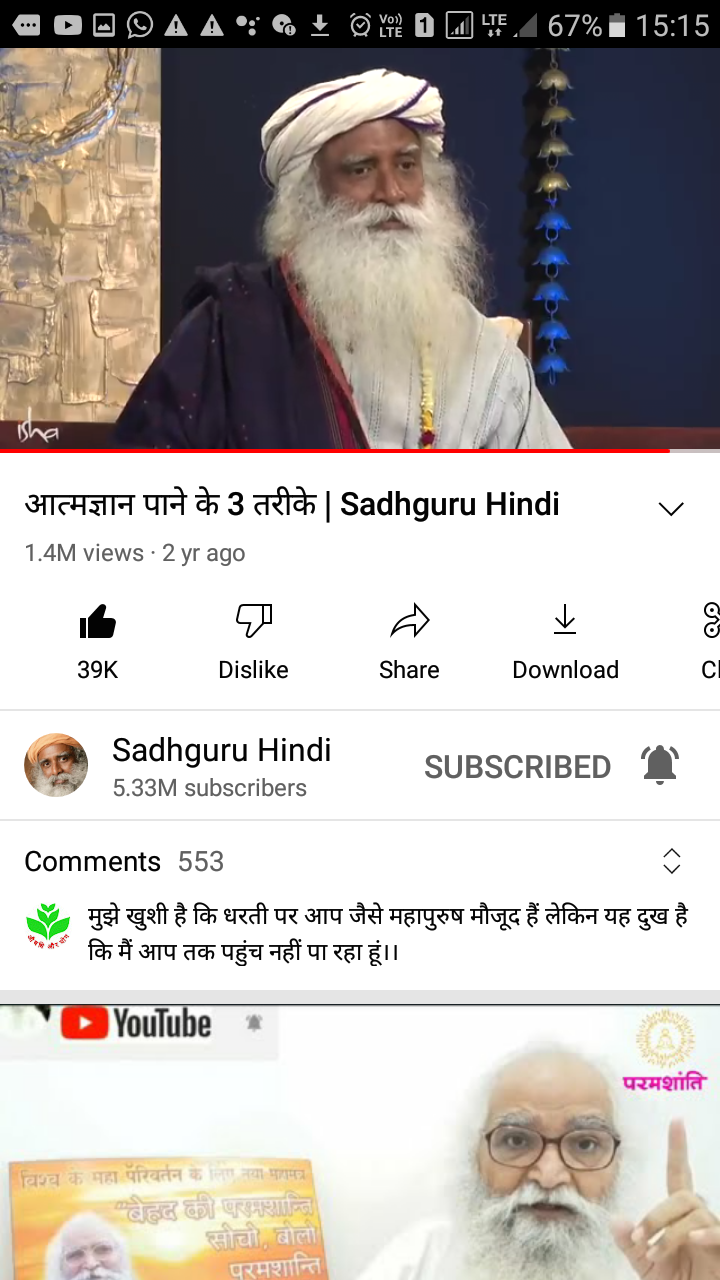 Vo))
LTE
1
LTE
67%
15:15
isha
आत्मज्ञान पाने के 3 तरीके | Sadhguru Hindi
1.4M views · 2 yr ago
39K
Dislike
Share
Download
Cl
Sadhguru Hindi
5.33M subscribers
SUBSCRIBED
Comments 553
मुझे खुशी है कि धरती पर आप जैसे महापुरुष मौजूद हैं लेकिन यह दुख है
कि मैं आप तक पहुंच नहीं पा रहा हूं।।
YouTube
परमशांति
विश्व के महा परिवर्तन के लिए नया महामंत्र
"बेहद की परमशान्ति
सोचो, बोलो
परमशान्ति